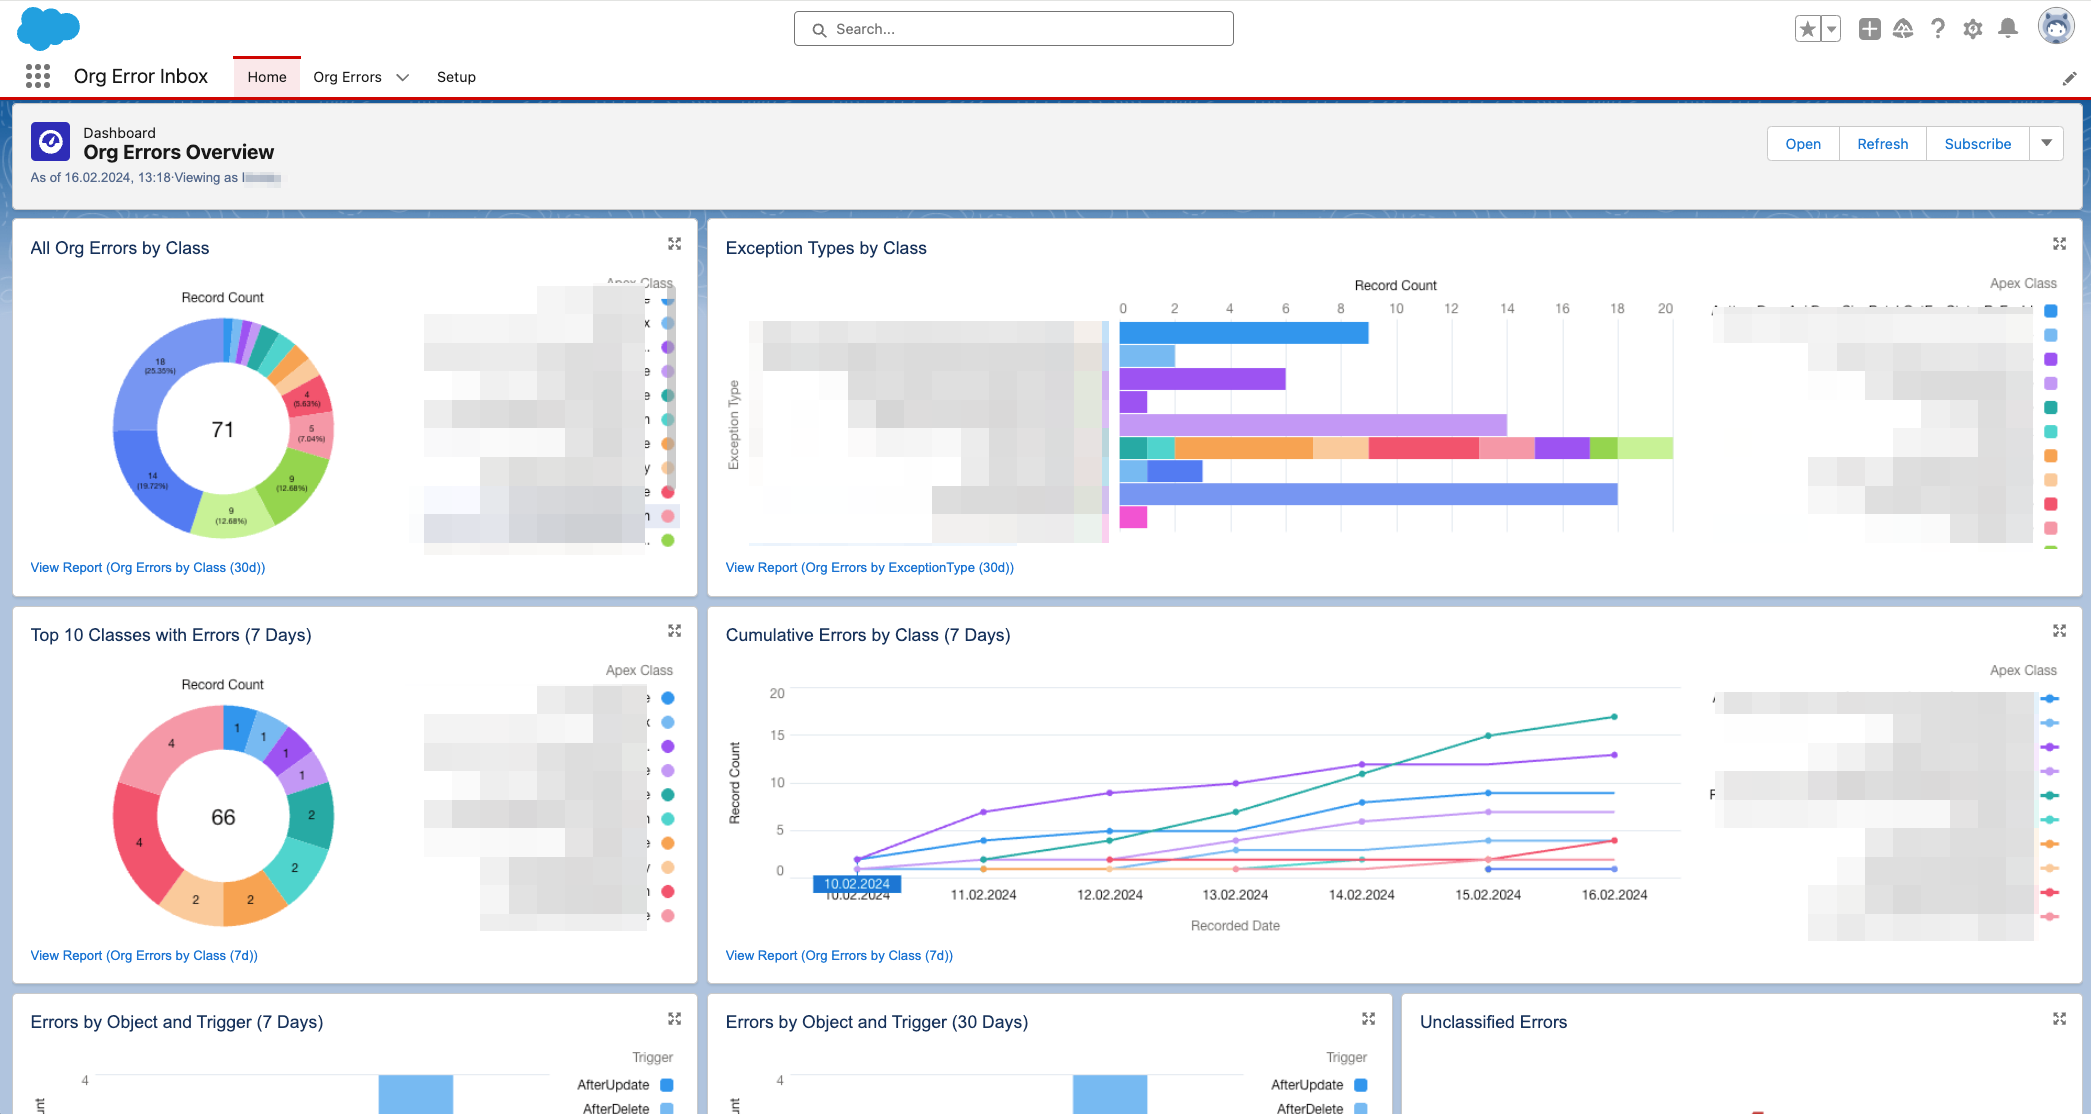 Search...
Org Error Inbox
Home
Org Errors
Setup
Dashboard
Org Errors Overview
As of 16.02.2024, 13:18·Viewing as
Open
Refresh
Subscribe
All Org Errors by Class
Record Count
Apex Class
18
(25.35%)
4
(5.63%)
5
(7.04%)
71
14
(19.72%)
9
(12.68%)
9
(12.68%)
View Report (Org Errors by Class (30d))
Exception Types by Class
Record Count
Apex Class
0 2 4 6 8 10 12 14 16 18 20
Exception Type
View Report (Org Errors by ExceptionType (30d))
Top 10 Classes with Errors (7 Days)
Record Count
Apex Class
1
1
1
1
2
2
2
2
4
4
66
View Report (Org Errors by Class (7d))
Cumulative Errors by Class (7 Days)
Apex Class
Record Count
20
15
10
5
0
10.02.2024
10.02.2024 11.02.2024 12.02.2024 13.02.2024 14.02.2024 15.02.2024 16.02.2024
Recorded Date
View Report (Org Errors by Class (7d))
Errors by Object and Trigger (7 Days)
Trigger
4
AfterUpdate
AfterDelete
Errors by Object and Trigger (30 Days)
Trigger
4
AfterUpdate
AfterDelete
Unclassified Errors